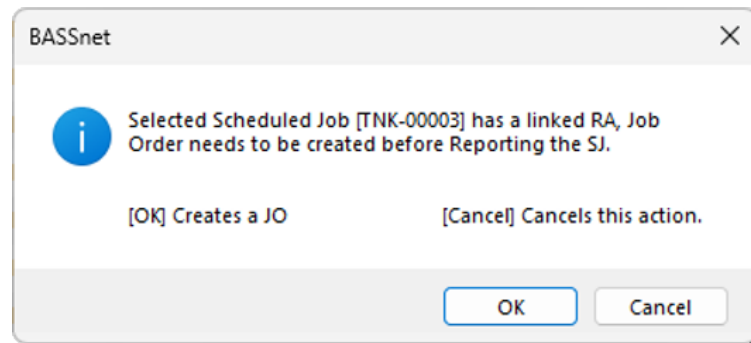 BASSnet
Selected Scheduled Job [TNK-00003] has a linked RA, Job
Order needs to be created before Reporting the SJ.
[OK] Creates a JO [Cancel] Cancels this action.
OK Cancel